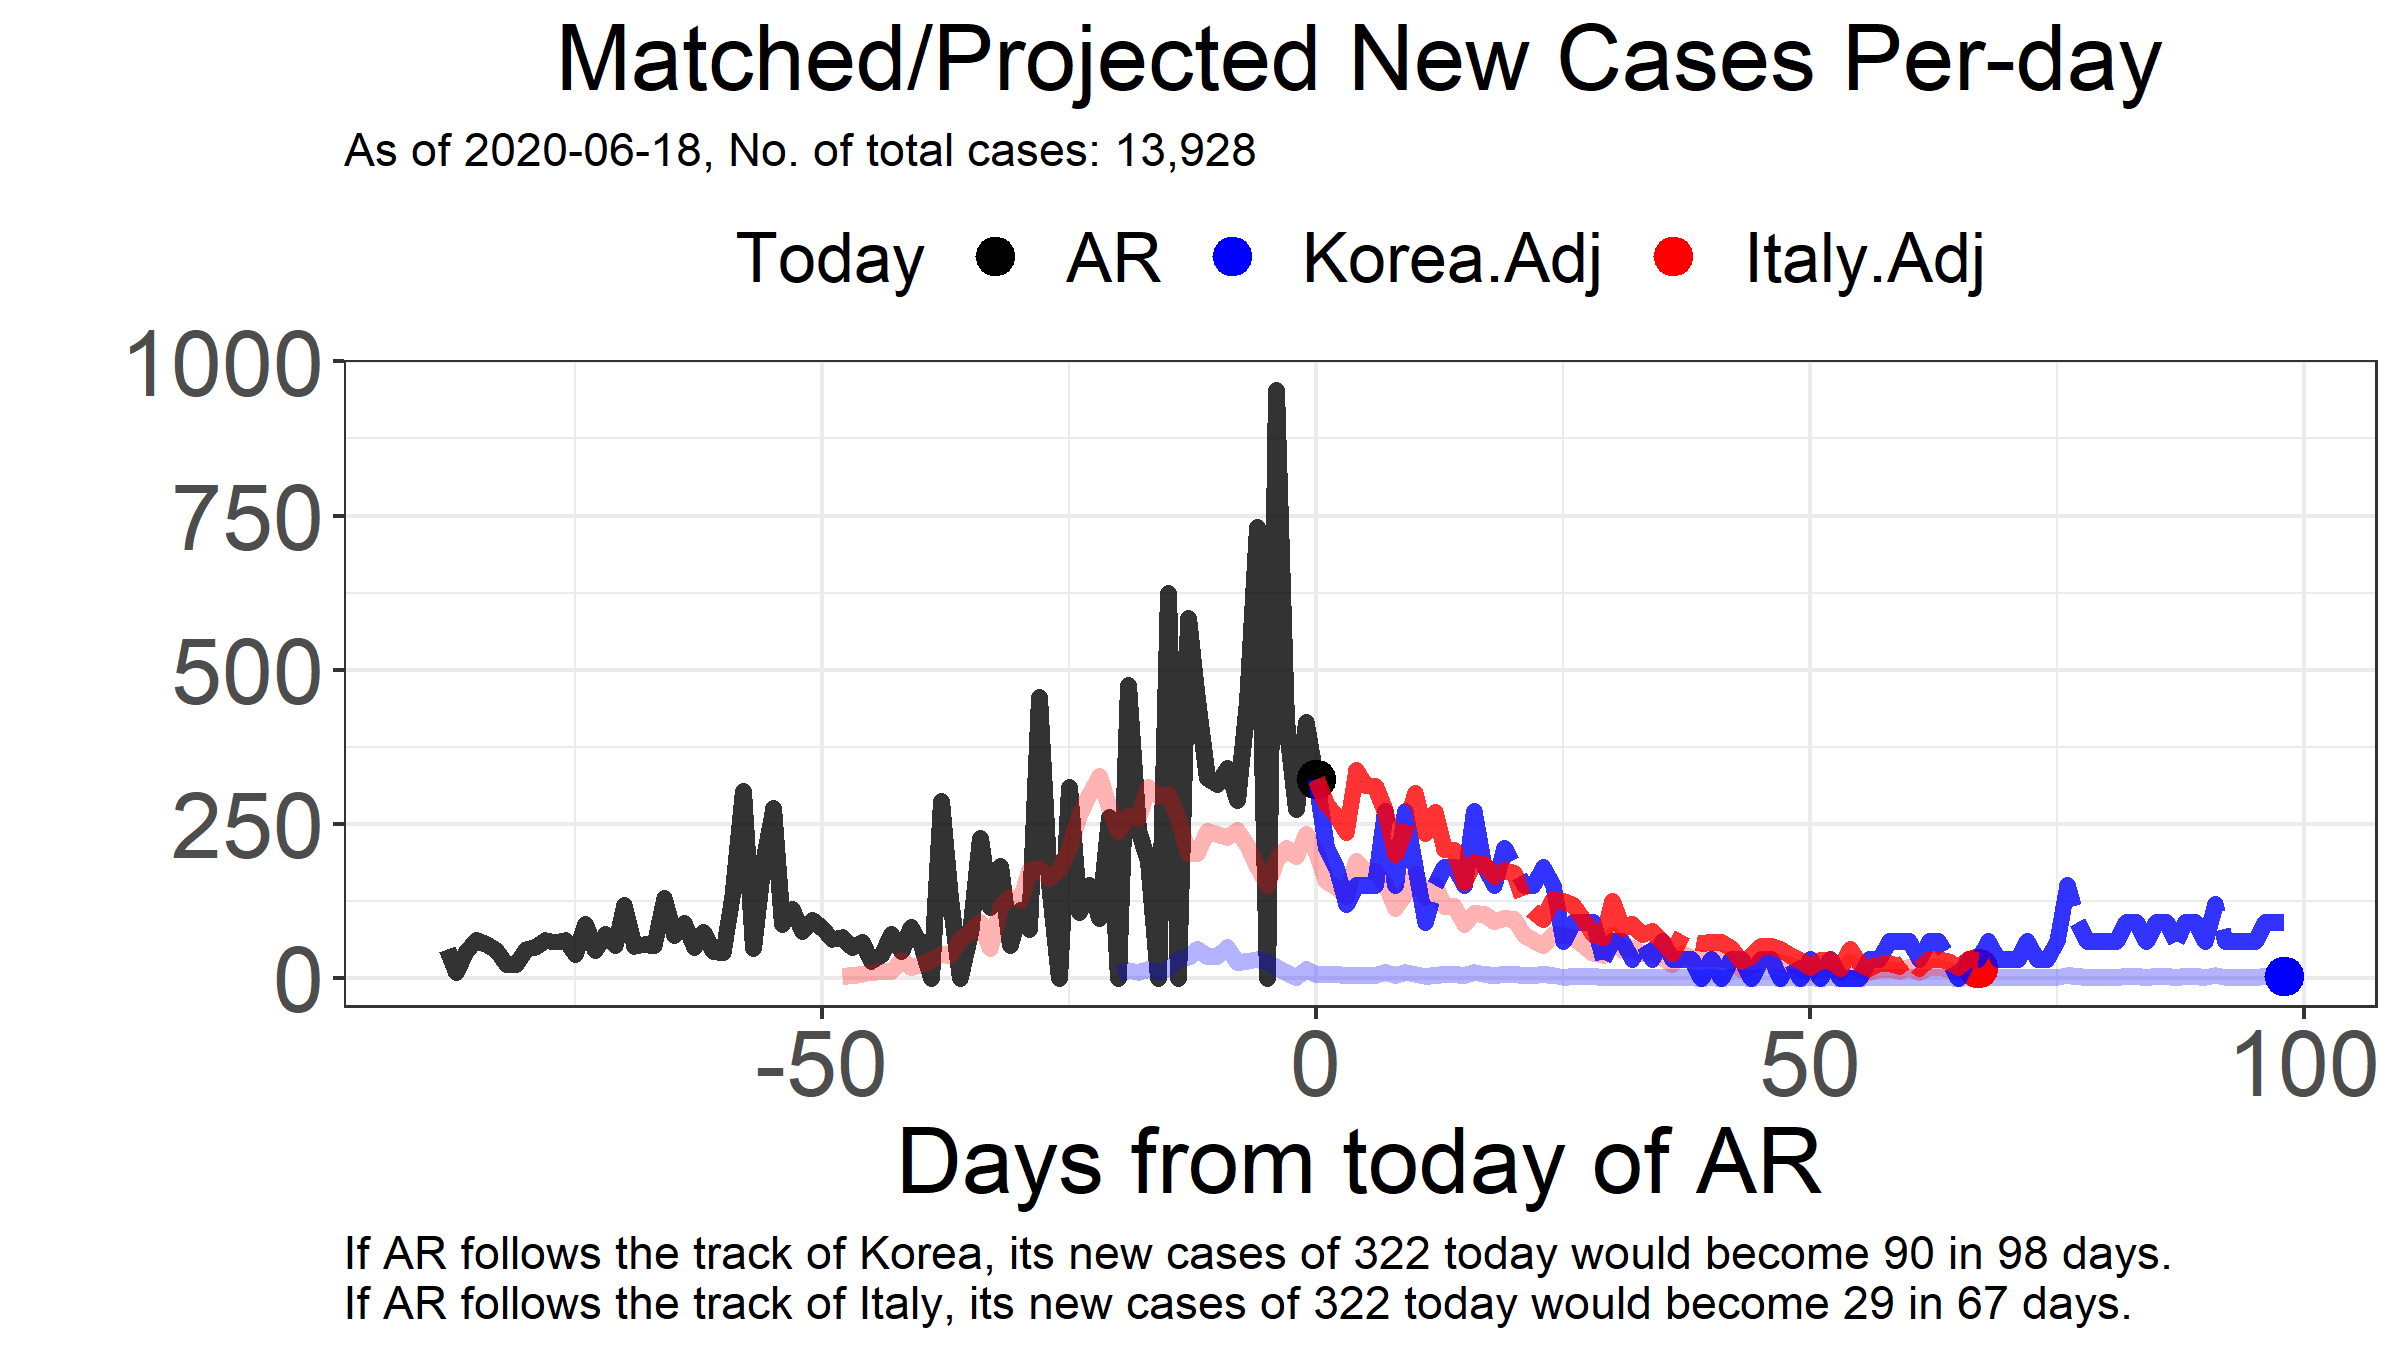 Matched/Projected New Cases Per-day
As of 2020-06-18, No. of total cases: 13,928
Today AR Korea.Adj Italy.Adj
1000
750
500
250
0
-50 0 50 100
Days from today of AR
If AR follows the track of Korea, its new cases of 322 today would become 90 in 98 days.
If AR follows the track of Italy, its new cases of 322 today would become 29 in 67 days.